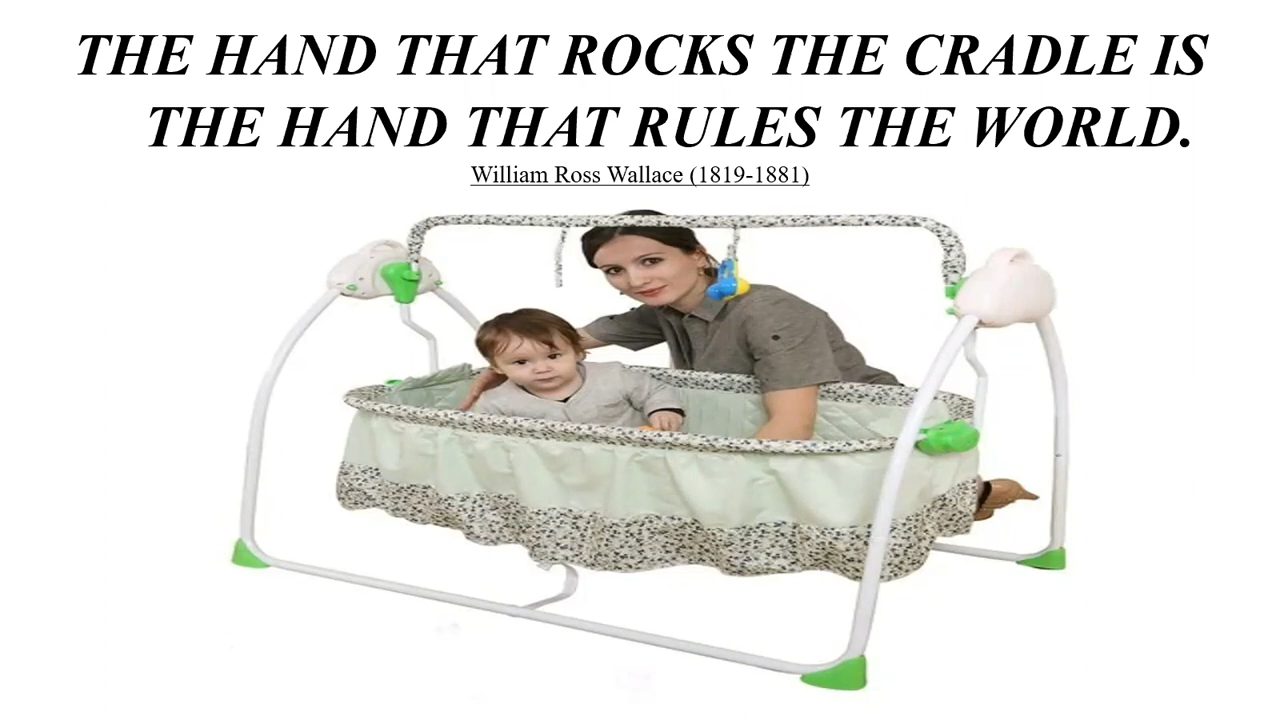 THE HAND THAT ROCKS THE CRADLE IS
THE HAND THAT RULES THE WORLD.
William Ross Wallace (1819-1881)